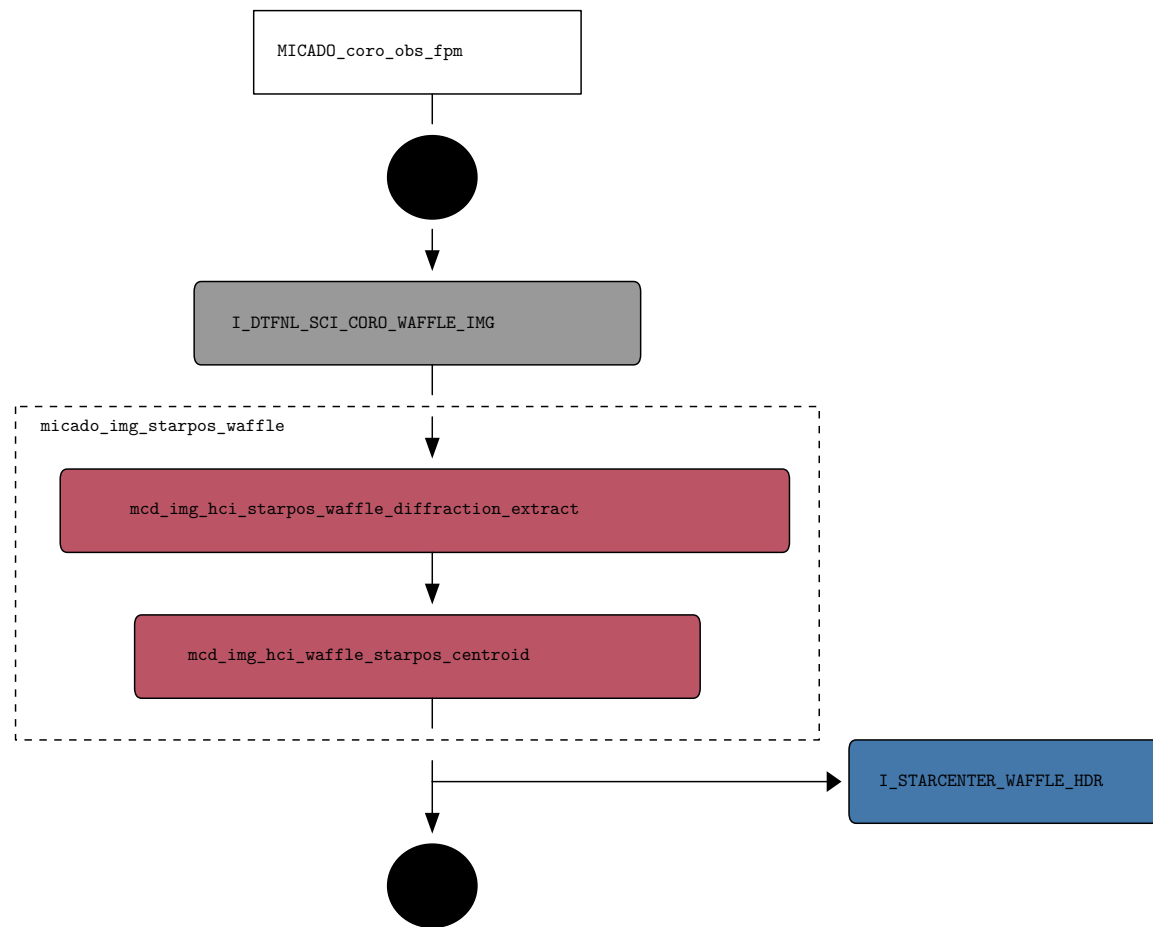 MICADO_coro_obs_fpm
I_DTFNL_SCI_CORO_WAFFLE_IMG
micado_img_starpos_waffle
mcd_img_hci_starpos_waffle_diffraction_extract
mcd_img_hci_waffle_starpos_centroid
I_STARCENTER_WAFFLE_HDR